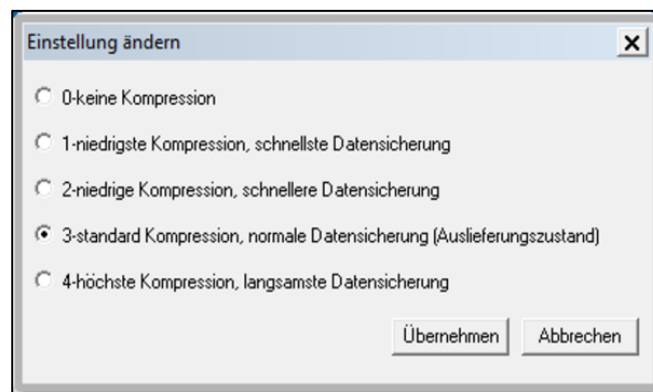 Einstellung ändern
0-keine Kompression
1-niedrigste Kompression, schnellste Datensicherung
2-niedrige Kompression, schnellere Datensicherung
3-standard Kompression, normale Datensicherung (Auslieferungszustand)
4-höchste Kompression, langsamste Datensicherung
Übernehmen Abbrechen